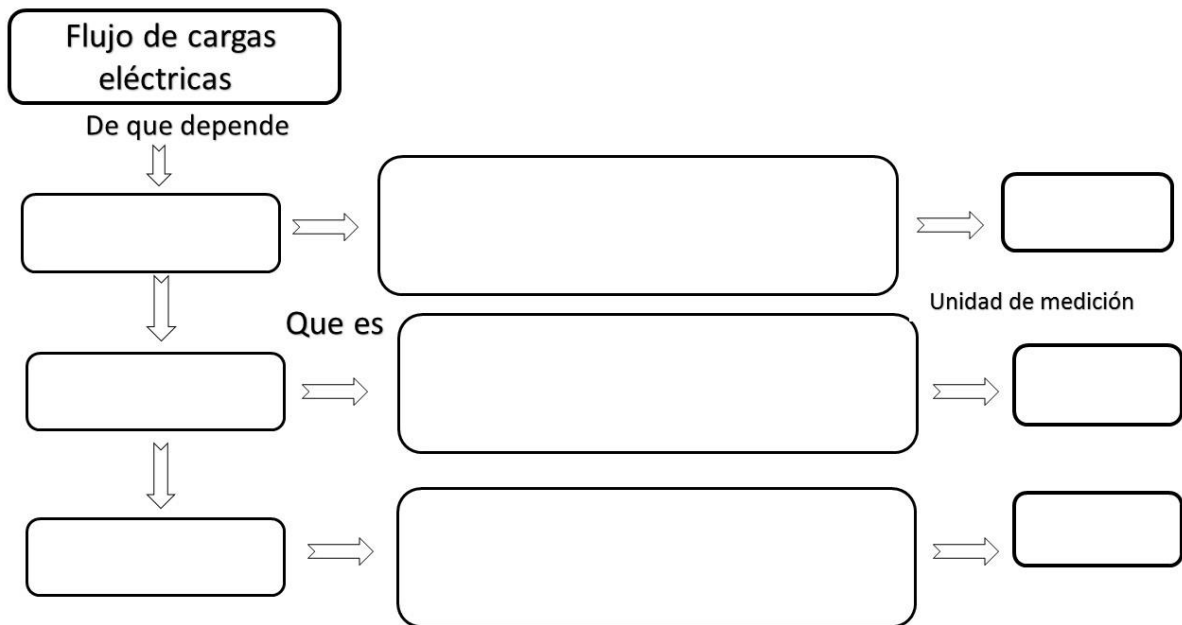 Flujo de cargas
eléctricas
De que depende
Que es
Unidad de medición